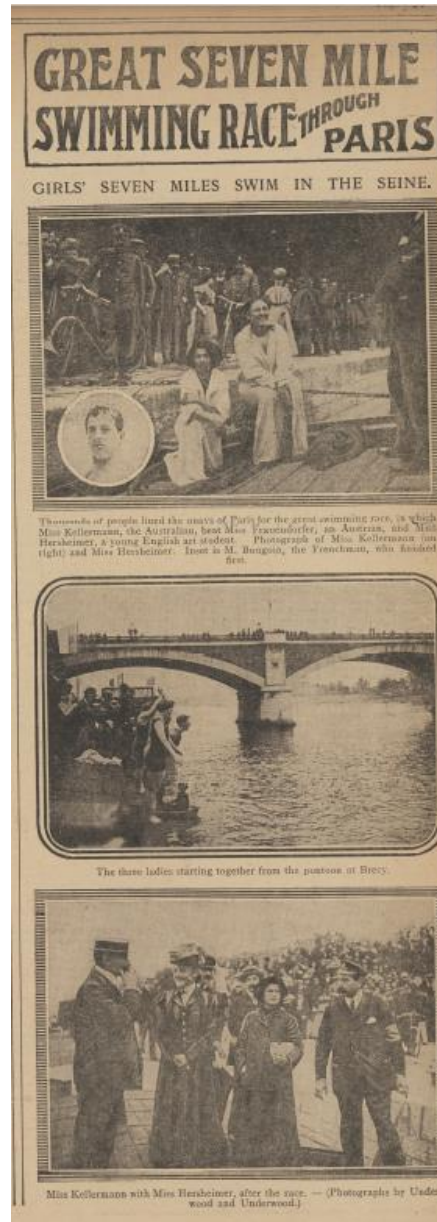 GREAT SEVEN MILE
SWIMMING RACE THROUGH PARIS
GIRLS' SEVEN MILES SWIM IN THE SEINE.
Thousands of people lined the quays of Paris for the great swimming race, in which
Miss Kellermann, the Australian, beat Miss Frauendorfer, an Austrian, and Miss
Hersheimer, a young English art student. Photograph of Miss Kellermann (on
right) and Miss Hersheimer. Inset is M. Bougoin, the Frenchman, who finished
first.
The three ladies starting together from the pontoon at Brecy.
Miss Kellermann with Miss Hersheimer, after the race. — (Photographs by Under
wood and Underwood.)